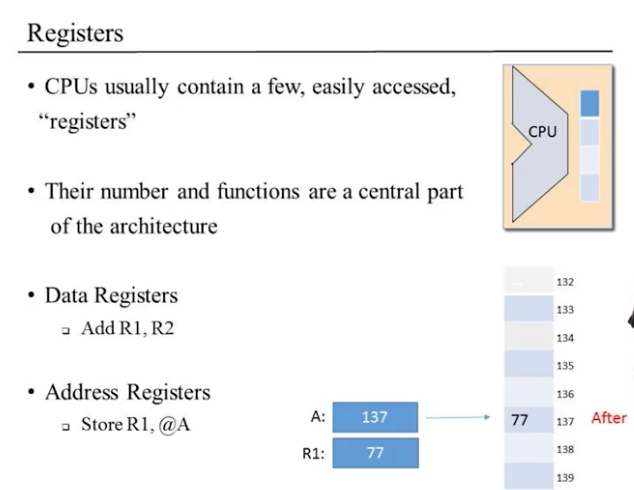 Registers
• CPUs usually contain a few, easily accessed,
“registers”
• Their number and functions are a central part
of the architecture
• Data Registers
❑ Add R1, R2
• Address Registers
❑ Store R1, @A
CPU
A: 137
R1: 77
...
132
133
134
135
136
77 137 After
138
139